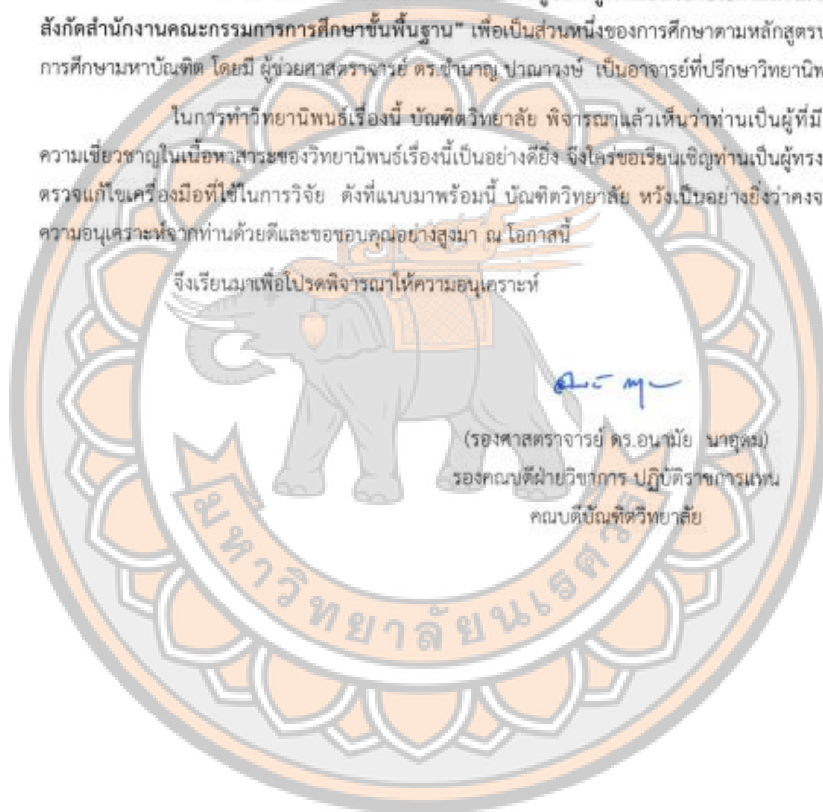 สังกัดสำนักงานคณะกรรมการการศึกษาขั้นพื้นฐาน" เพื่อเป็นส่วนหนึ่งของการศึกษาตามหลักสูตร
การศึกษามหาบัณฑิต โดยมี ผู้ช่วยศาสตราจารย์ ดร.ชำนาญ ปาณาวงษ์ เป็นอาจารย์ที่ปรึกษาวิทยานิพ
ในการทำวิทยานิพนธ์เรื่องนี้ บัณฑิตวิทยาลัย พิจารณาแล้วเห็นว่าท่านเป็นผู้ที่มี
ความเชี่ยวชาญในเนื้อหาสาระของวิทยานิพนธ์เรื่องนี้เป็นอย่างดียิ่ง จึงใคร่ขอเรียนเชิญท่านเป็นผู้ทรง
ตรวจแก้ไขเครื่องมือที่ใช้ในการวิจัย ดังที่แนบมาพร้อมนี้ บัณฑิตวิทยาลัย หวังเป็นอย่างยิ่งว่าคงจ
ความอนุเคราะห์จากท่านด้วยดีและขอขอบคุณอย่างสูงมา ณ โอกาสนี้
จึงเรียนมาเพื่อโปรดพิจารณาให้ความอนุเคราะห์
(รองศาสตราจารย์ ดร.อนามัย นาอุดม)
รองคณบดีฝ่ายวิชาการ ปฏิบัติราชการแทน
คณบดีบัณฑิตวิทยาลัย
มหาวิทยาลัยนเรศวร